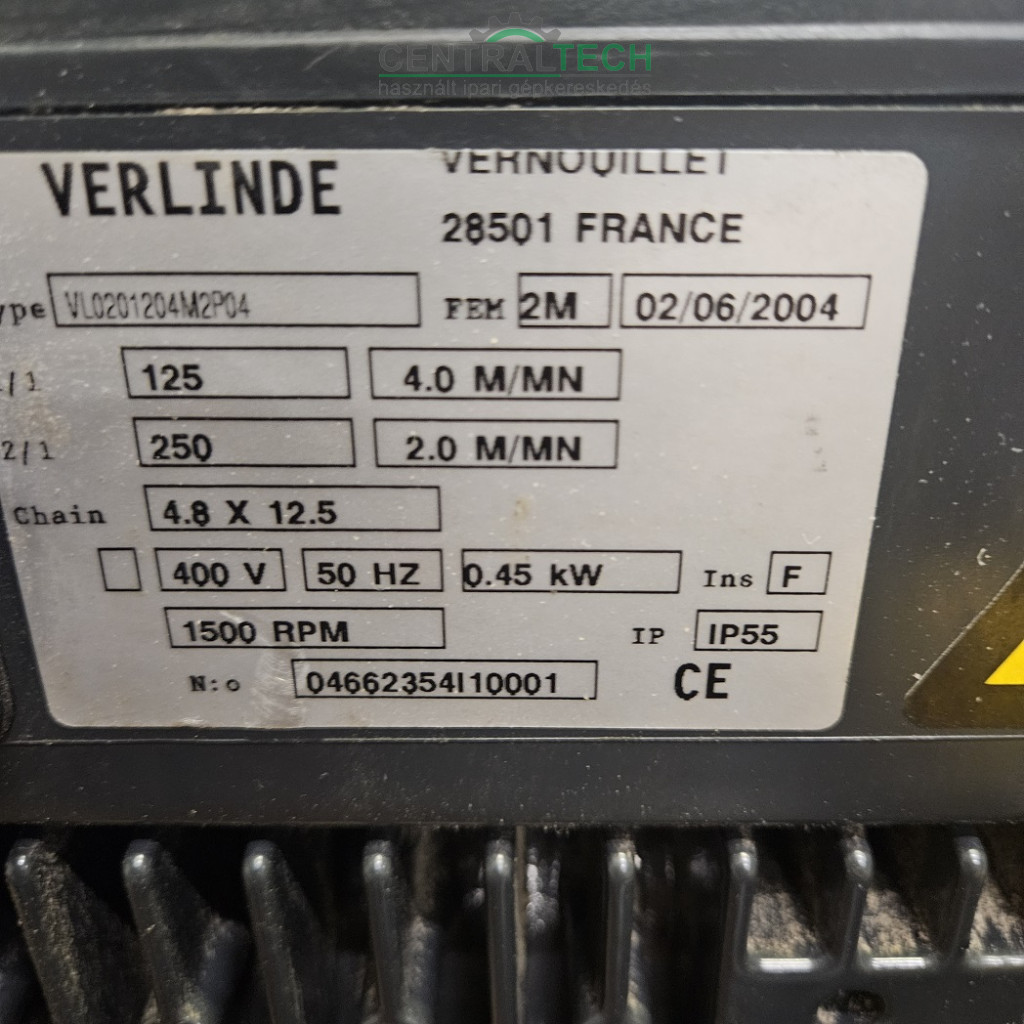 CENTRALTECH
használt ipari gépkereskedés
VERLINDE
VERNOUILLET
28501 FRANCE
ype VL0201204M2P04 FEM 2M 02/06/2004
1/1 125 4.0 M/MN
2/1 250 2.0 M/MN
Chain 4.8 X 12.5
400 V 50 HZ 0.45 kW Ins F
1500 RPM IP IP55
N:o 04662354I10001 CE